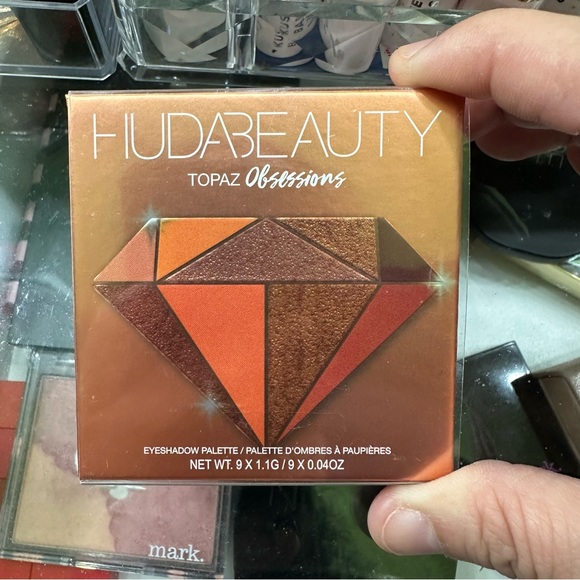 HUDABEAUTY
TOPAZ Obsessions
EYESHADOW PALETTE / PALETTE D'OMBRES À PAUPIÈRES
NET WT. 9 X 1.1G / 9 X 0.04OZ
mark.